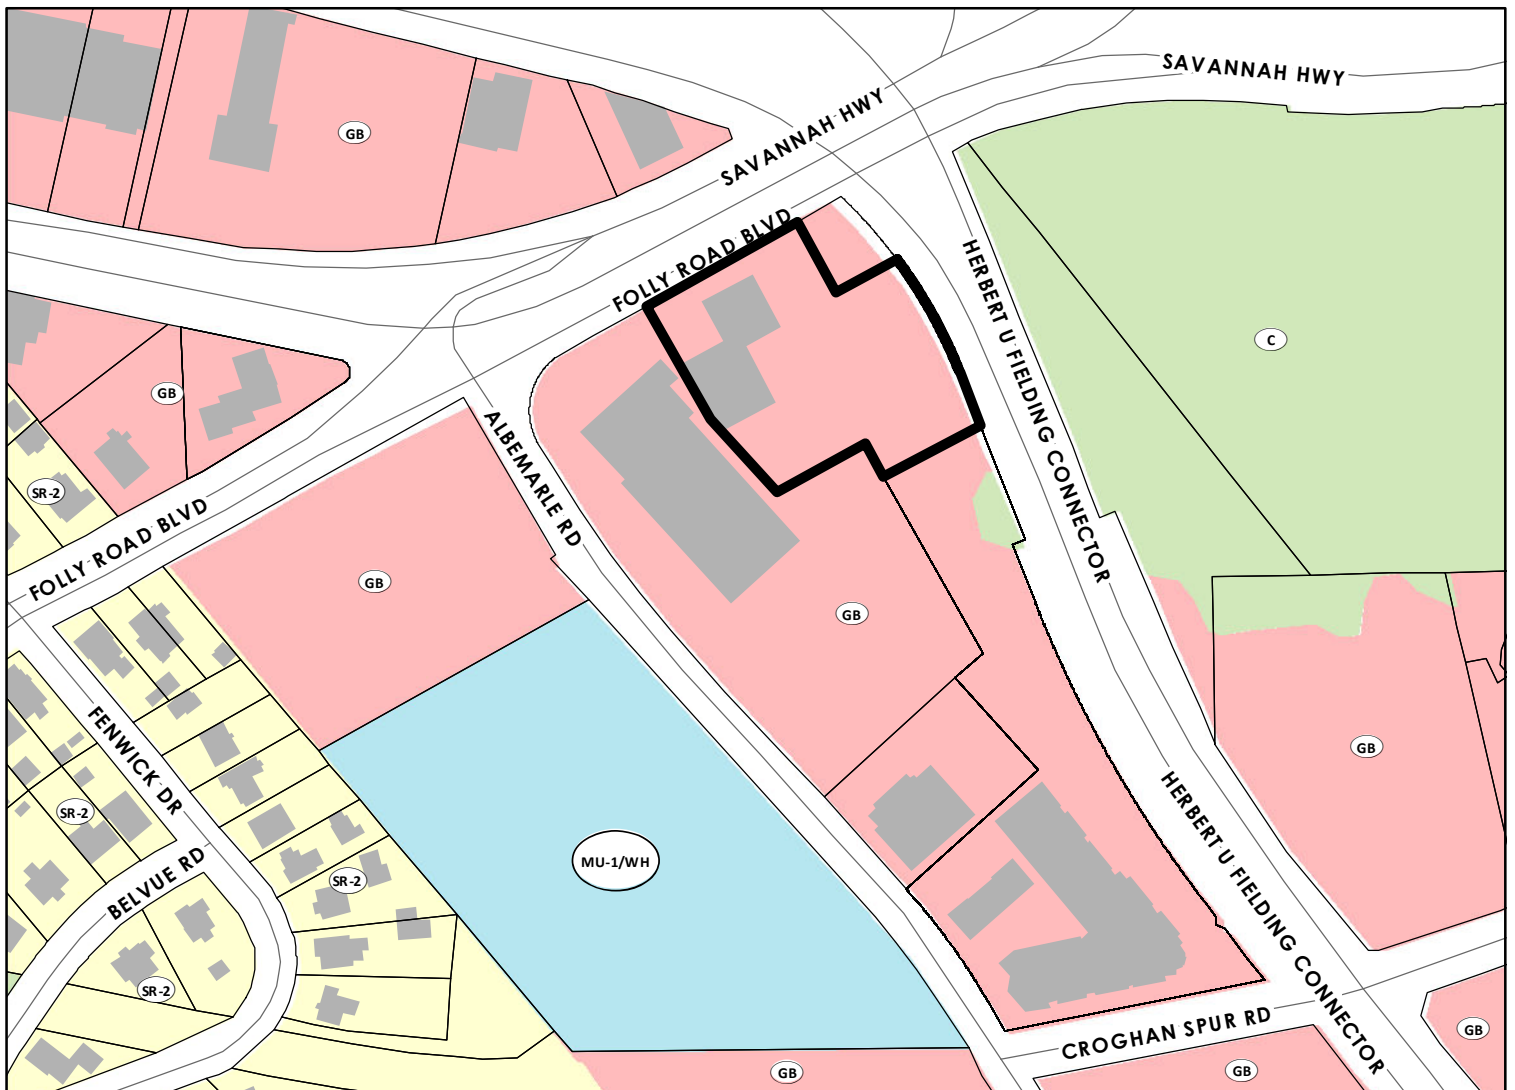 SAVANNAH HWY
GB
SAVANNAH HWY
FOLLY ROAD BLVD
HERBERT U FIELDING CONNECTOR
C
GB
ALBEMARLE RD
SR-2
FOLLY ROAD BLVD
GB
GB
FENWICK DR
GB
HERBERT U FIELDING CONNECTOR
SR-2
MU-1/WH
BELVUE RD
SR-2
SR-2
CROGHAN SPUR RD
GB
GB
GB